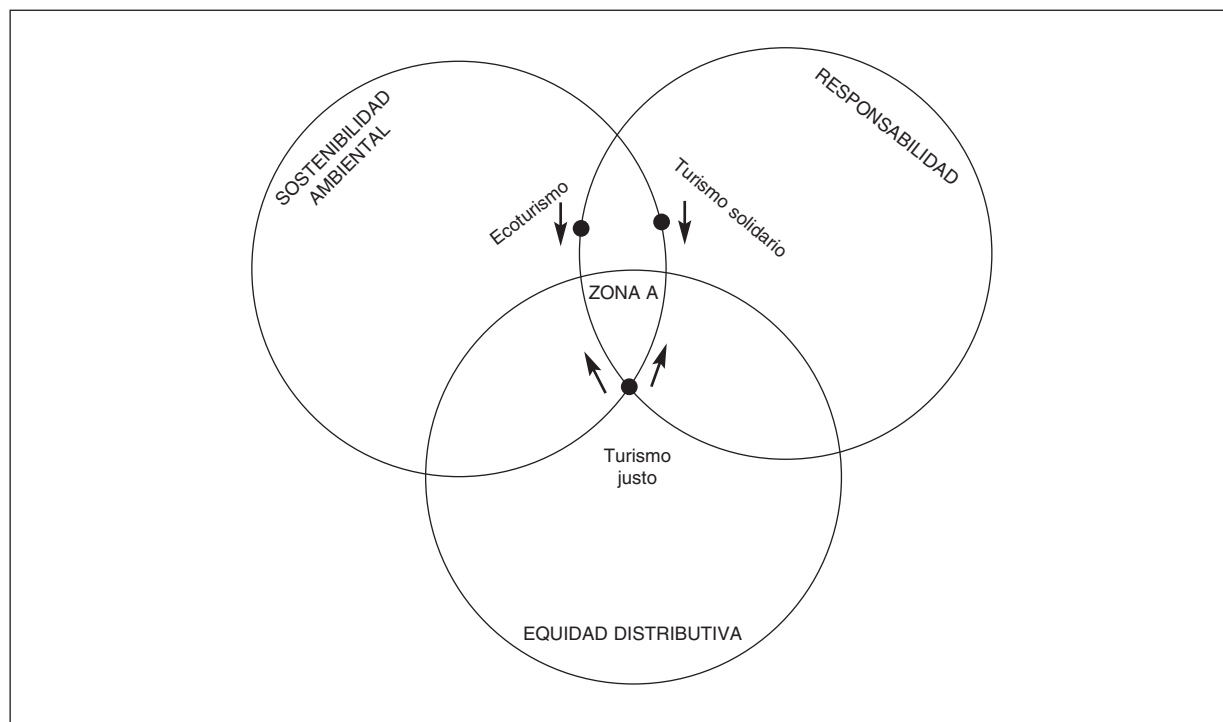 SOSTENIBILIDAD
AMBIENTAL
RESPONSABILIDAD
Ecoturismo
Turismo solidario
ZONA A
Turismo
justo
EQUIDAD DISTRIBUTIVA